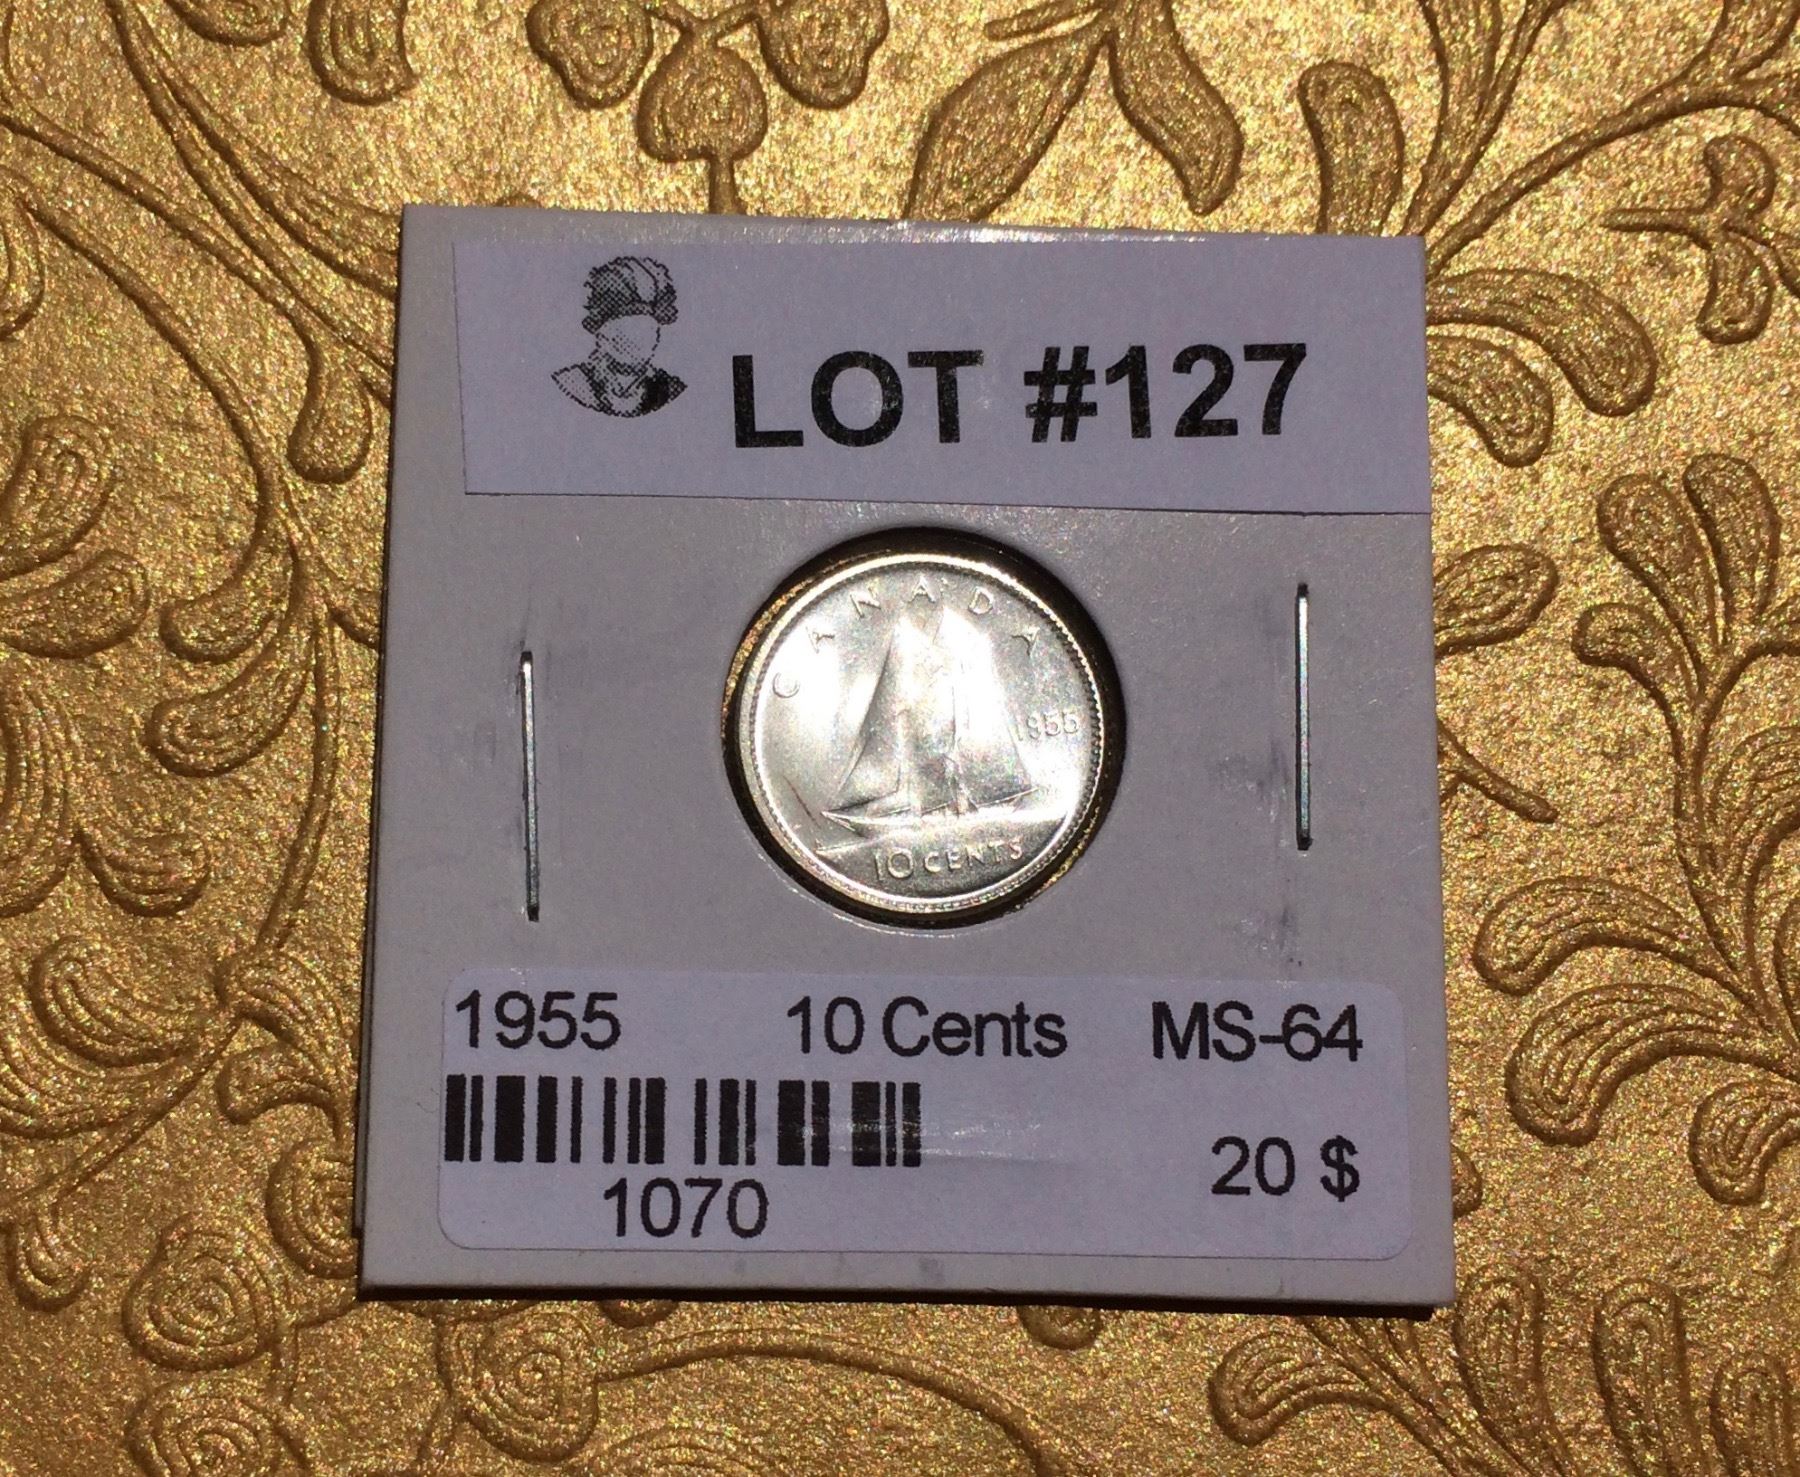 LOT #127
CANADA
1955
10 CENTS
1955 10 Cents MS-64
20 $
1070